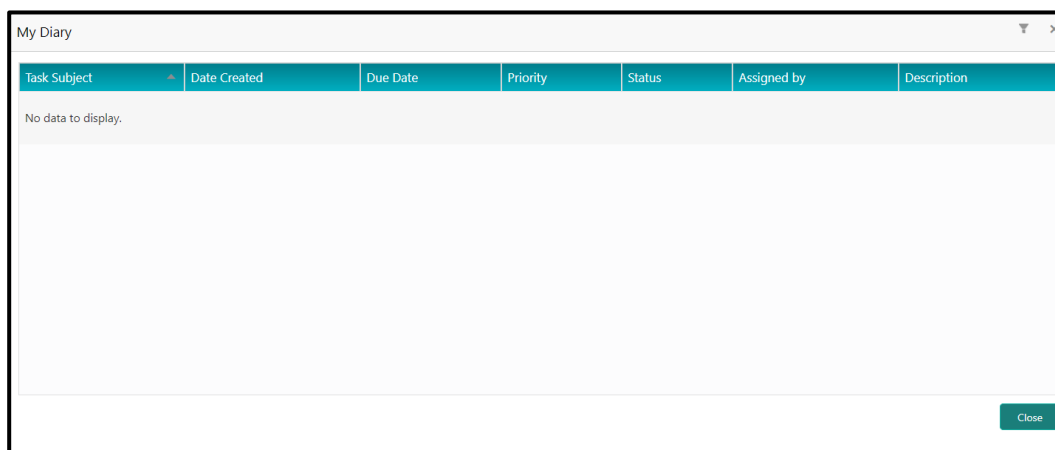 My Diary
Task Subject Date Created Due Date Priority Status Assigned by Description
No data to display.
Close